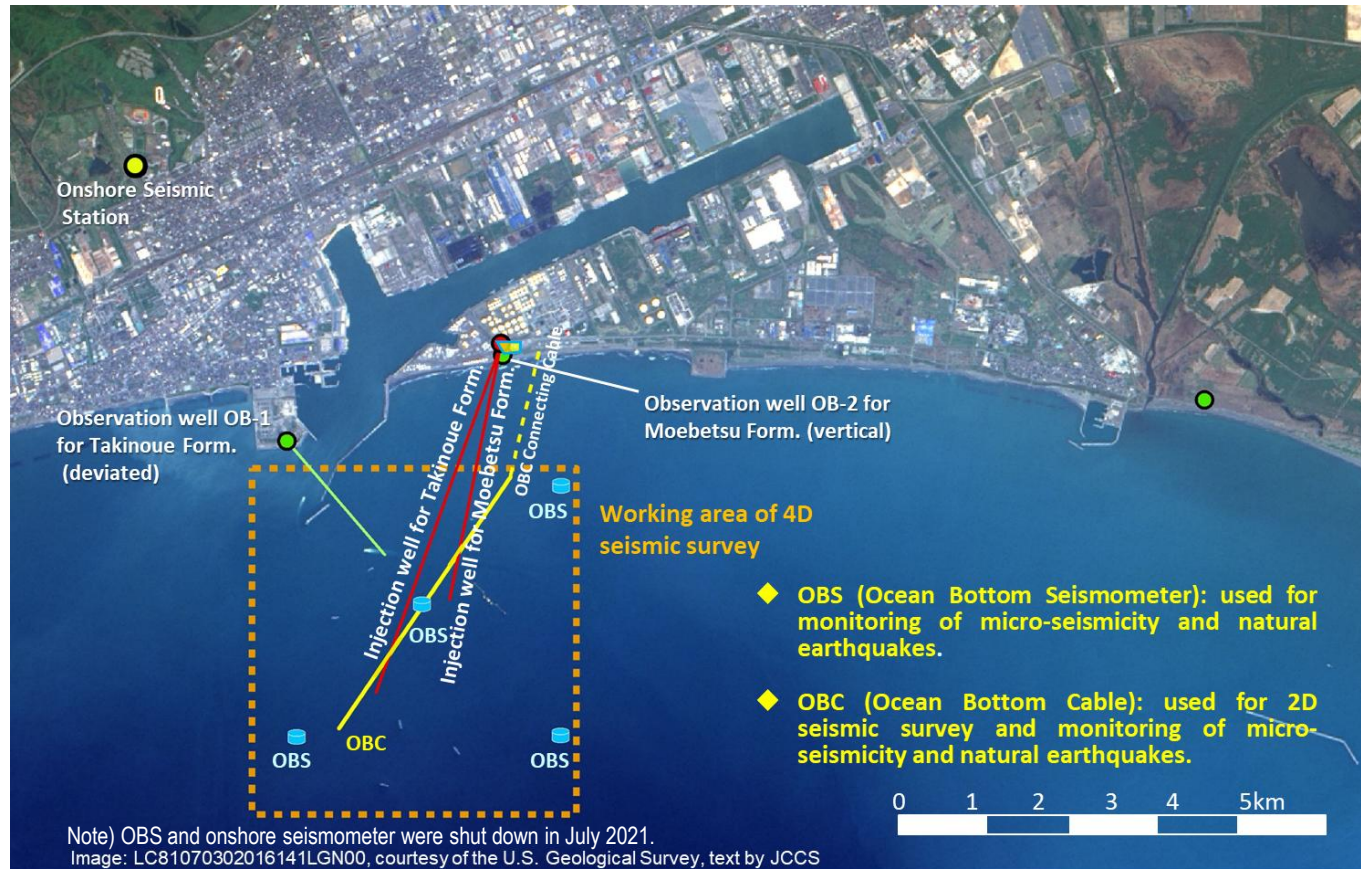 Onshore Seismic
Station
Observation well OB-1
for Takinoue Form.
(deviated)
Injection well for Takinoue Form.
Injection well for Moebetsu Form.
OBC Connecting Cable
Observation well OB-2 for
Moebetsu Form. (vertical)
OBS
Working area of 4D
seismic survey
OBS
OBS
OBC
OBS
◆ OBS (Ocean Bottom Seismometer): used for
monitoring of micro-seismicity and natural
earthquakes.
◆ OBC (Ocean Bottom Cable): used for 2D
seismic survey and monitoring of micro-
seismicity and natural earthquakes.
0 1 2 3 4 5km
Note) OBS and onshore seismometer were shut down in July 2021.
Image: LC81070302016141LGN00, courtesy of the U.S. Geological Survey, text by JCCS